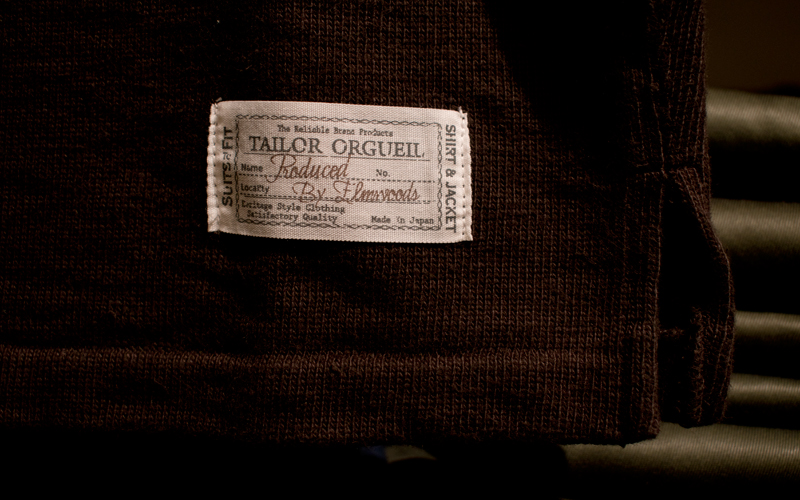 The Reliable Brand Products
TAILOR ORGUEIL
Name Produced No.
Locality By Elmwoods
Heritage Style Clothing
Satisfactory Quality Made In Japan
SUITS & FIT
SHIRT & JACKET